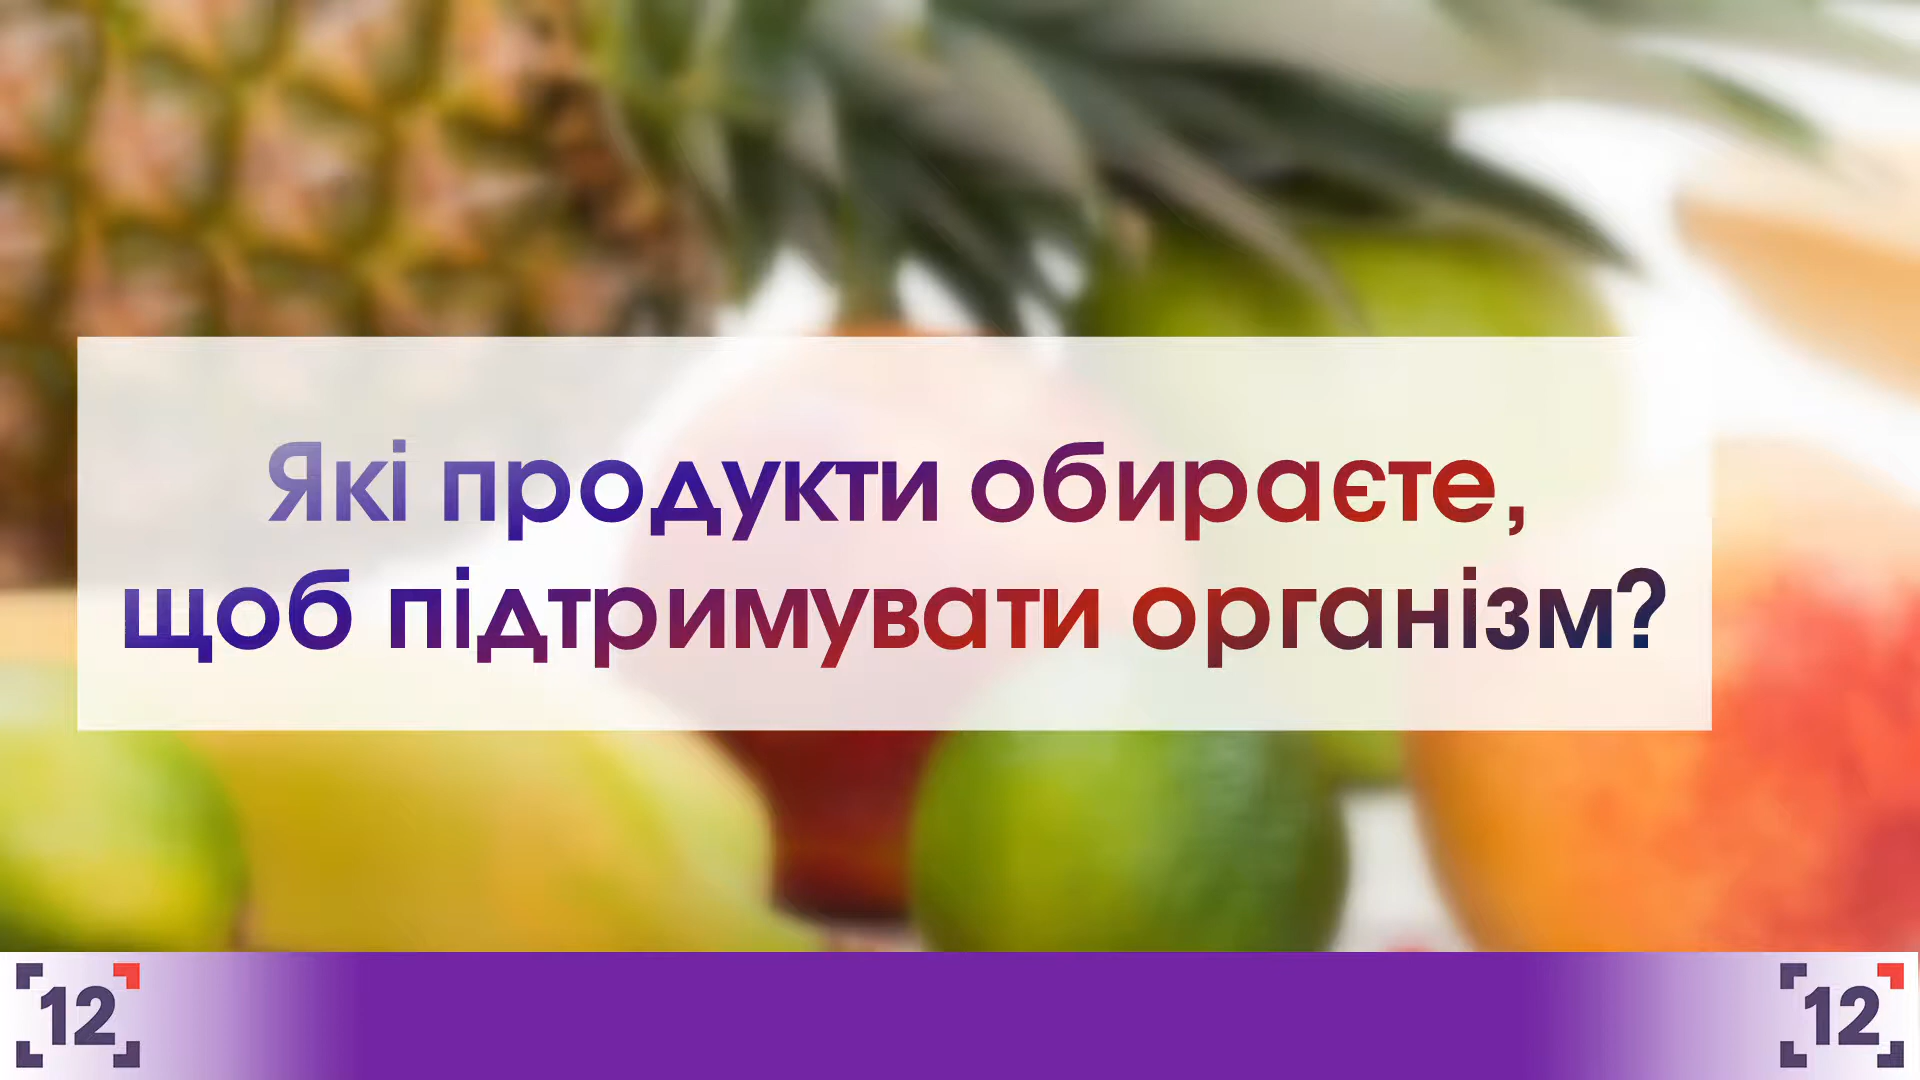 Які продукти обираєте,
щоб підтримувати організм?
12
12